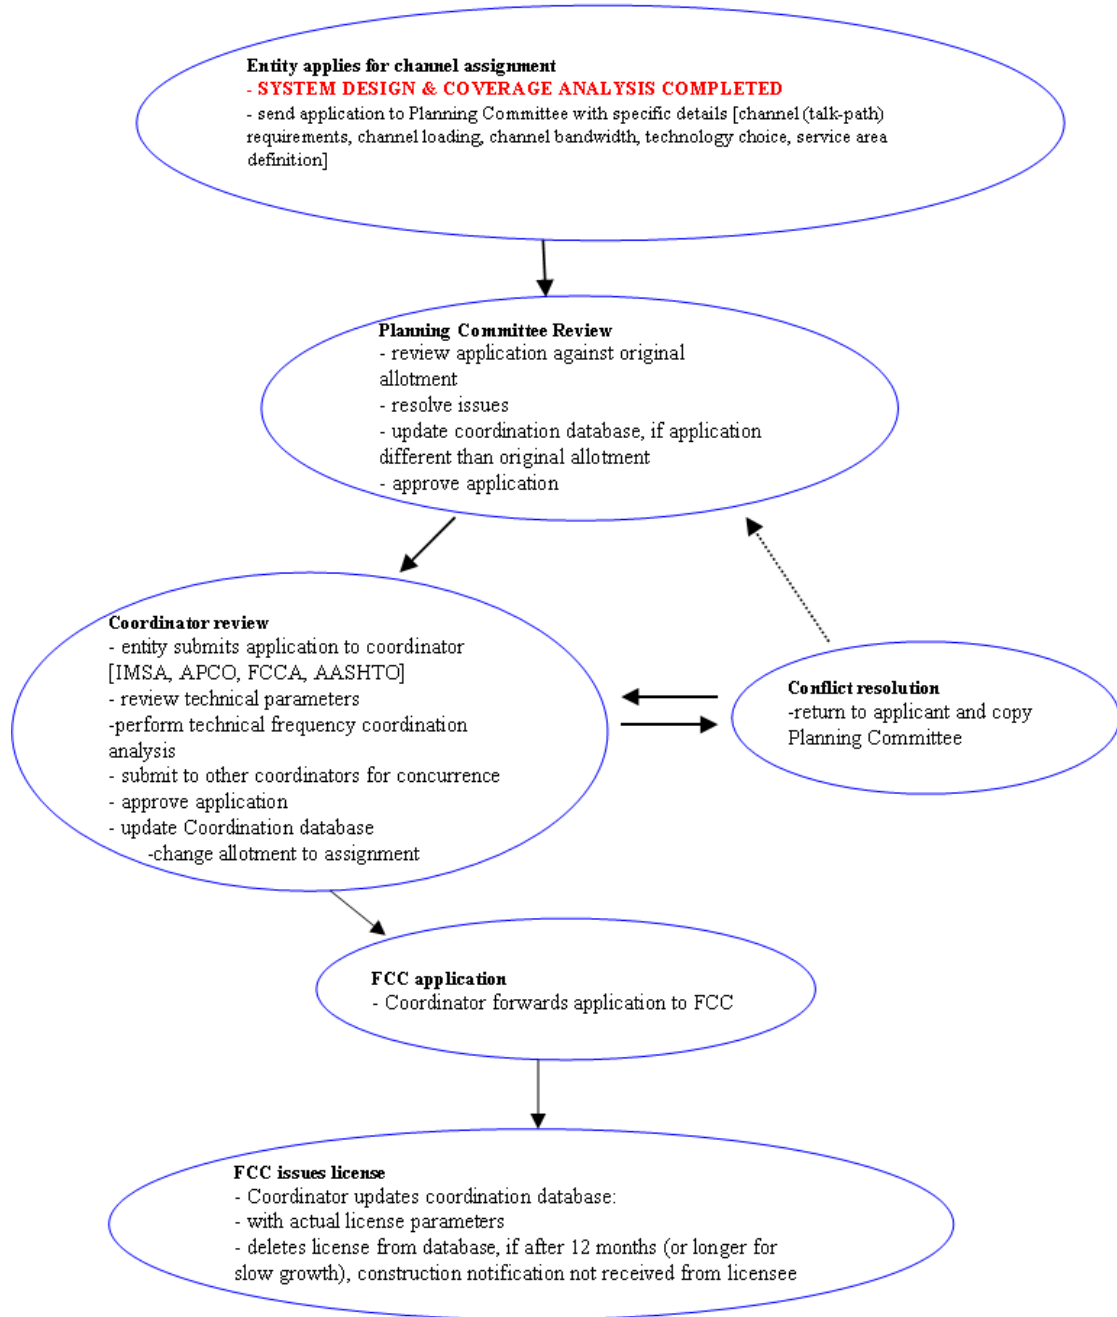 Entity applies for channel assignment
- SYSTEM DESIGN & COVERAGE ANALYSIS COMPLETED
- send application to Planning Committee with specific details [channel (talk-path)
requirements, channel loading, channel bandwidth, technology choice, service area
definition]
Planning Committee Review
- review application against original
allotment
- resolve issues
- update coordination database, if application
different than original allotment
- approve application
Coordinator review
- entity submits application to coordinator
[IMSA, APCO, FCCA, AASHTO]
- review technical parameters
-perform technical frequency coordination
analysis
- submit to other coordinators for concurrence
- approve application
- update Coordination database
-change allotment to assignment
Conflict resolution
-return to applicant and copy
Planning Committee
FCC application
- Coordinator forwards application to FCC
FCC issues license
- Coordinator updates coordination database:
- with actual license parameters
- deletes license from database, if after 12 months (or longer for
slow growth), construction notification not received from licensee